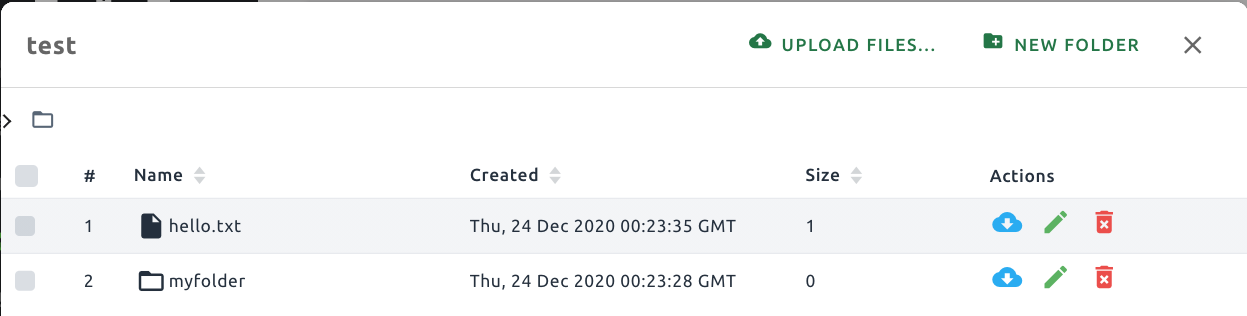 test UPLOAD FILES... NEW FOLDER
# Name Created Size Actions
1 hello.txt Thu, 24 Dec 2020 00:23:35 GMT 1
2 myfolder Thu, 24 Dec 2020 00:23:28 GMT 0